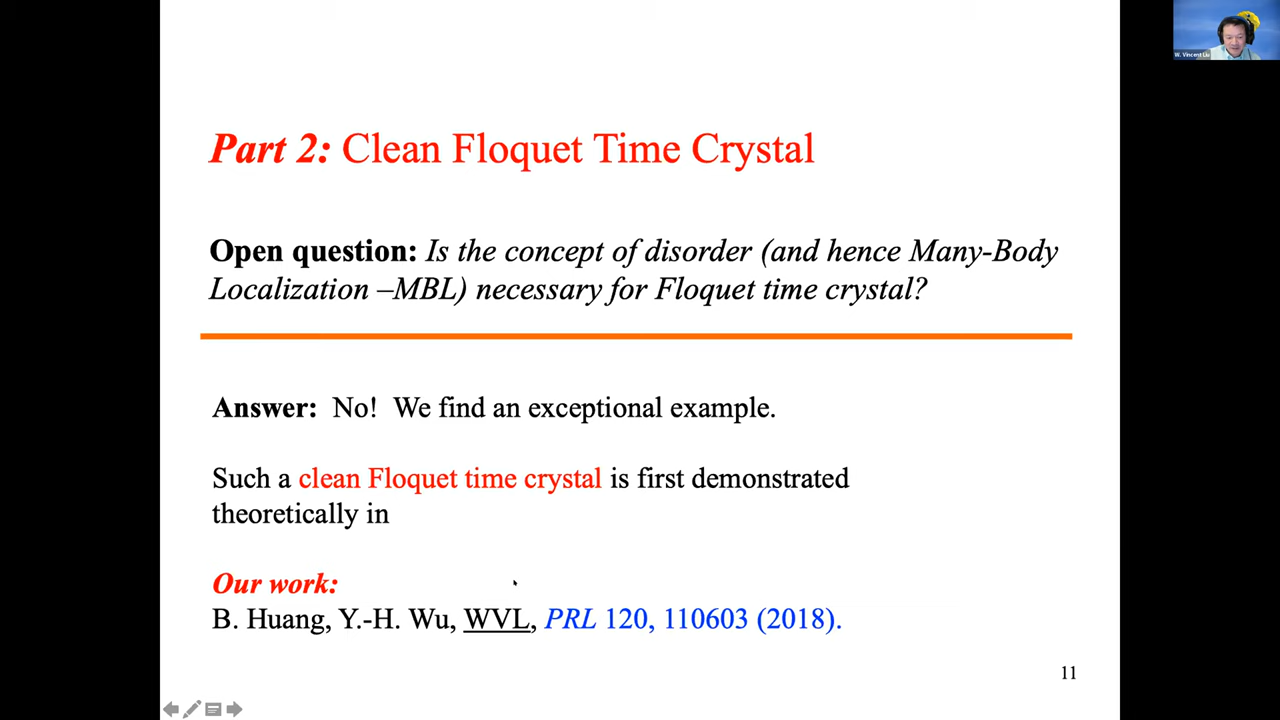 W. Vincent Liu
Part 2: Clean Floquet Time Crystal
Open question: Is the concept of disorder (and hence Many-Body
Localization –MBL) necessary for Floquet time crystal?
Answer: No! We find an exceptional example.
Such a clean Floquet time crystal is first demonstrated
theoretically in
Our work:
B. Huang, Y.-H. Wu, WVL, PRL 120, 110603 (2018).
11